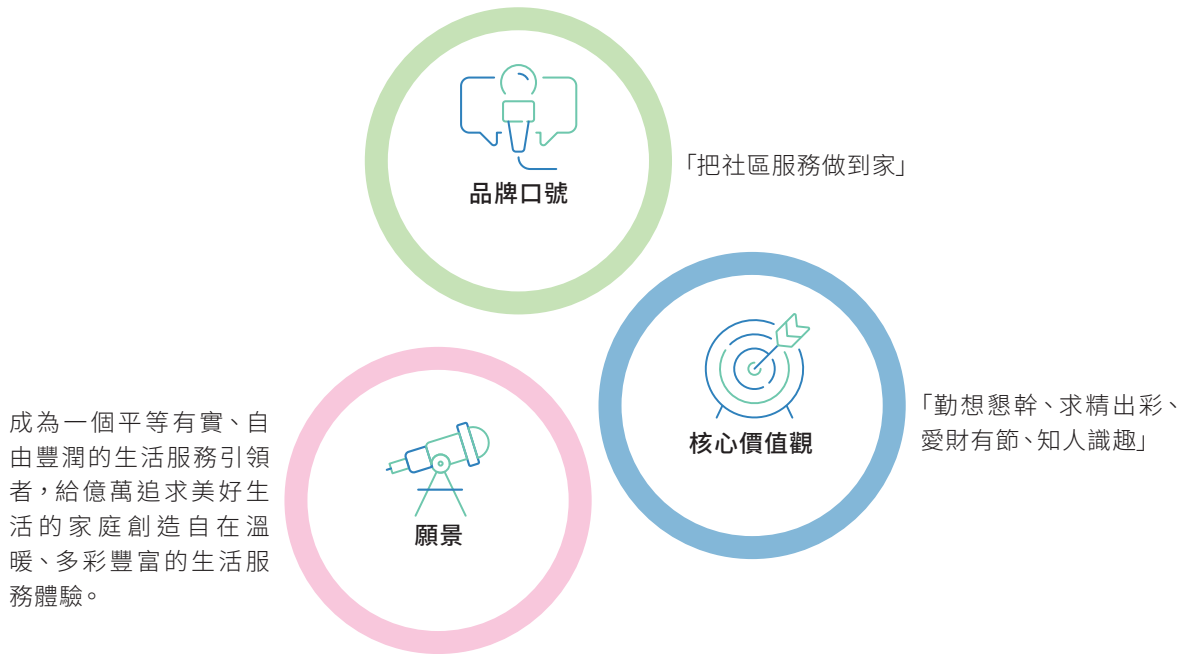 品牌口號
「把社區服務做到家」
核心價值觀
「勤想懇幹、求精出彩、
愛財有節、知人識趣」
願景
成為一個平等有實、自
由豐潤的生活服務引領
者，給億萬追求美好生
活的家庭創造自在溫
暖、多彩豐富的生活服
務體驗。